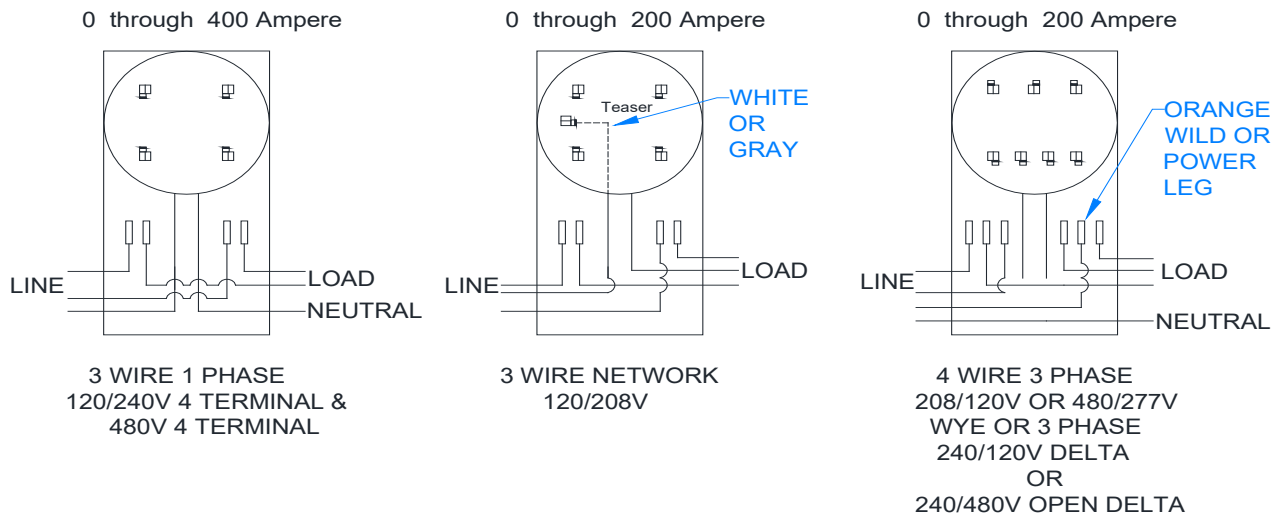 0 through 400 Ampere
LINE
LOAD
NEUTRAL
3 WIRE 1 PHASE
120/240V 4 TERMINAL &
480V 4 TERMINAL
0 through 200 Ampere
Teaser
WHITE
OR
GRAY
LINE
LOAD
3 WIRE NETWORK
120/208V
0 through 200 Ampere
ORANGE
WILD OR
POWER
LEG
LINE
LOAD
NEUTRAL
4 WIRE 3 PHASE
208/120V OR 480/277V
WYE OR 3 PHASE
240/120V DELTA
OR
240/480V OPEN DELTA